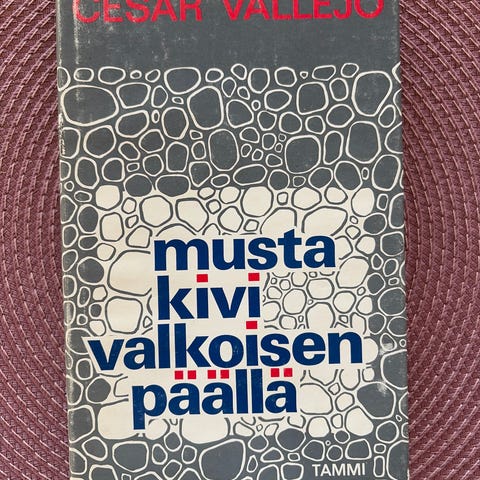 CÉSAR VALLEJO
musta
kivi
valkoisen
päällä
TAMMI